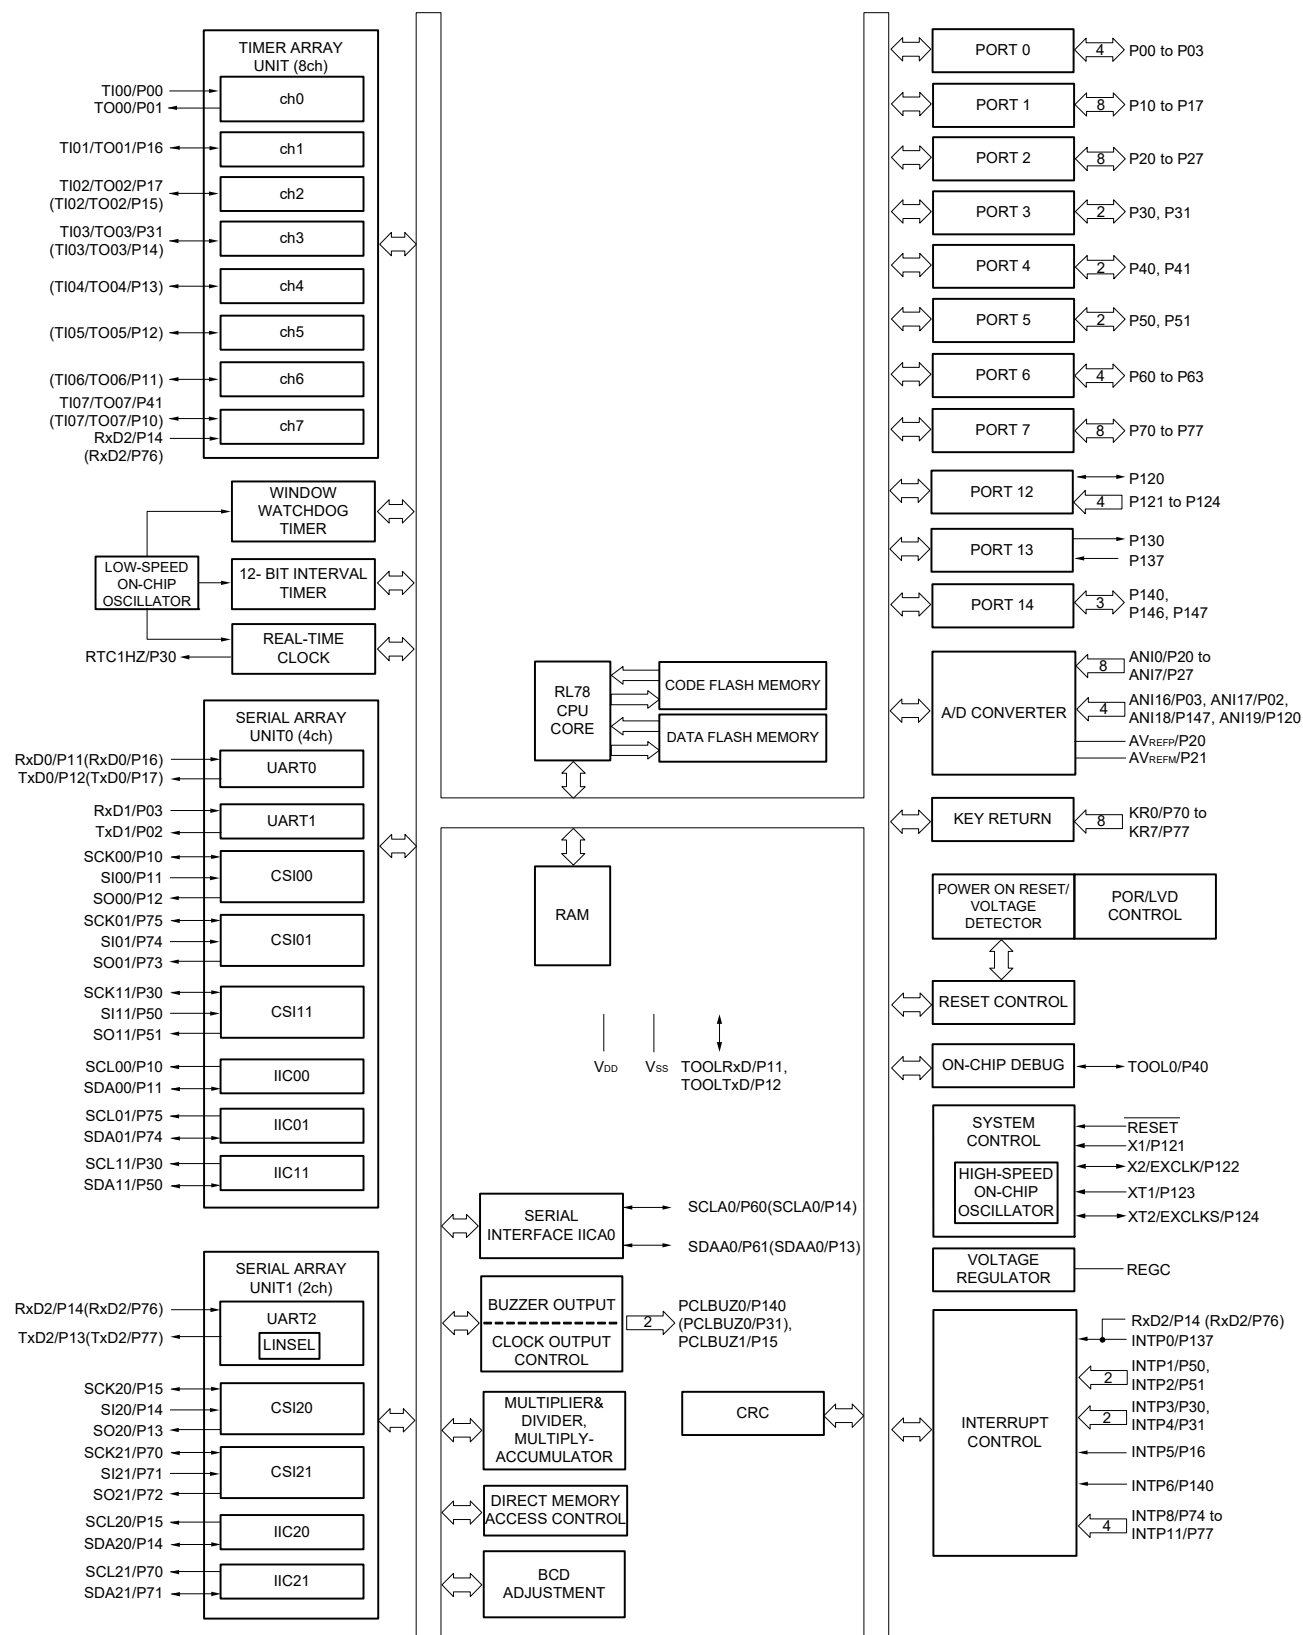 TIMER ARRAY
UNIT (8ch)
TI00/P00
TO00/P01
ch0
TI01/TO01/P16
ch1
TI02/TO02/P17
(TI02/TO02/P15)
ch2
TI03/TO03/P31
(TI03/TO03/P14)
ch3
(TI04/TO04/P13)
ch4
(TI05/TO05/P12)
ch5
(TI06/TO06/P11)
ch6
TI07/TO07/P41
(TI07/TO07/P10)
RxD2/P14
(RxD2/P76)
ch7
WINDOW
WATCHDOG
TIMER
LOW-SPEED
ON-CHIP
OSCILLATOR
12- BIT INTERVAL
TIMER
REAL-TIME
CLOCK
RTC1HZ/P30
SERIAL ARRAY
UNIT0 (4ch)
RxD0/P11(RxD0/P16)
TxD0/P12(TxD0/P17)
UART0
RxD1/P03
TxD1/P02
UART1
SCK00/P10
SI00/P11
SO00/P12
CSI00
SCK01/P75
SI01/P74
SO01/P73
CSI01
SCK11/P30
SI11/P50
SO11/P51
CSI11
SCL00/P10
SDA00/P11
IIC00
SCL01/P75
SDA01/P74
IIC01
SCL11/P30
SDA11/P50
IIC11
SERIAL ARRAY
UNIT1 (2ch)
RxD2/P14(RxD2/P76)
TxD2/P13(TxD2/P77)
UART2
LINSEL
SCK20/P15
SI20/P14
SO20/P13
CSI20
SCK21/P70
SI21/P71
SO21/P72
CSI21
SCL20/P15
SDA20/P14
IIC20
SCL21/P70
SDA21/P71
IIC21
RL78
CPU
CORE
CODE FLASH MEMORY
DATA FLASH MEMORY
RAM
VDD
VSS
TOOLRxD/P11,
TOOLTxD/P12
SERIAL
INTERFACE IICA0
SCLA0/P60(SCLA0/P14)
SDAA0/P61(SDAA0/P13)
BUZZER OUTPUT
CLOCK OUTPUT
CONTROL
2
PCLBUZ0/P140
(PCLBUZ0/P31),
PCLBUZ1/P15
MULTIPLIER&
DIVIDER,
MULTIPLY-
ACCUMULATOR
CRC
DIRECT MEMORY
ACCESS CONTROL
BCD
ADJUSTMENT
PORT 0
4
P00 to P03
PORT 1
8
P10 to P17
PORT 2
8
P20 to P27
PORT 3
2
P30, P31
PORT 4
2
P40, P41
PORT 5
2
P50, P51
PORT 6
4
P60 to P63
PORT 7
8
P70 to P77
PORT 12
P120
4
P121 to P124
PORT 13
P130
P137
PORT 14
3
P140,
P146, P147
A/D CONVERTER
8
ANI0/P20 to
ANI7/P27
4
ANI16/P03, ANI17/P02,
ANI18/P147, ANI19/P120
AVREFP/P20
AVREFM/P21
KEY RETURN
8
KR0/P70 to
KR7/P77
POWER ON RESET/
VOLTAGE
DETECTOR
POR/LVD
CONTROL
RESET CONTROL
ON-CHIP DEBUG
TOOL0/P40
SYSTEM
CONTROL
HIGH-SPEED
ON-CHIP
OSCILLATOR
RESET
X1/P121
X2/EXCLK/P122
XT1/P123
XT2/EXCLKS/P124
VOLTAGE
REGULATOR
REGC
INTERRUPT
CONTROL
RxD2/P14 (RxD2/P76)
INTP0/P137
2
INTP1/P50,
INTP2/P51
2
INTP3/P30,
INTP4/P31
INTP5/P16
INTP6/P140
4
INTP8/P74 to
INTP11/P77